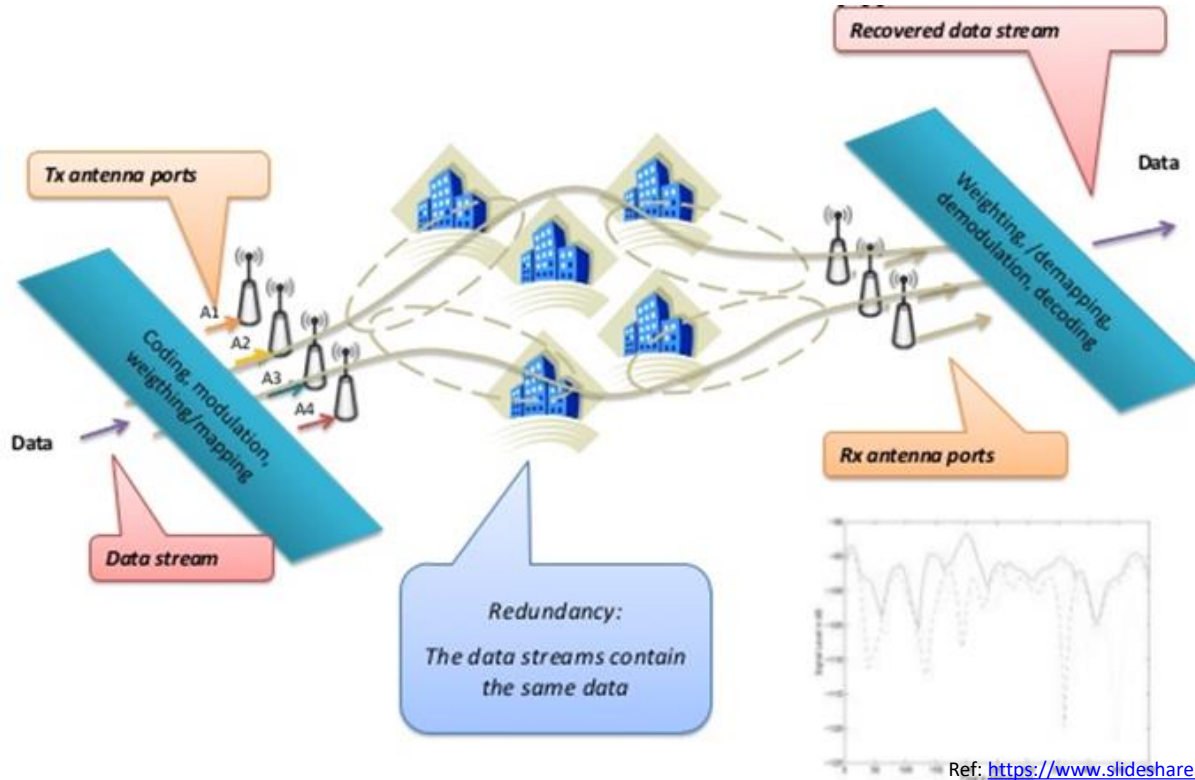 Recovered data stream
Tx antenna ports
Data
A1
A2
A3
A4
Coding, modulation,
weigthing/mapping
Weighting, /demapping,
demodulation, decoding
Data
Rx antenna ports
Data stream
Redundancy:
The data streams contain
the same data
Ref: https://www.slideshare